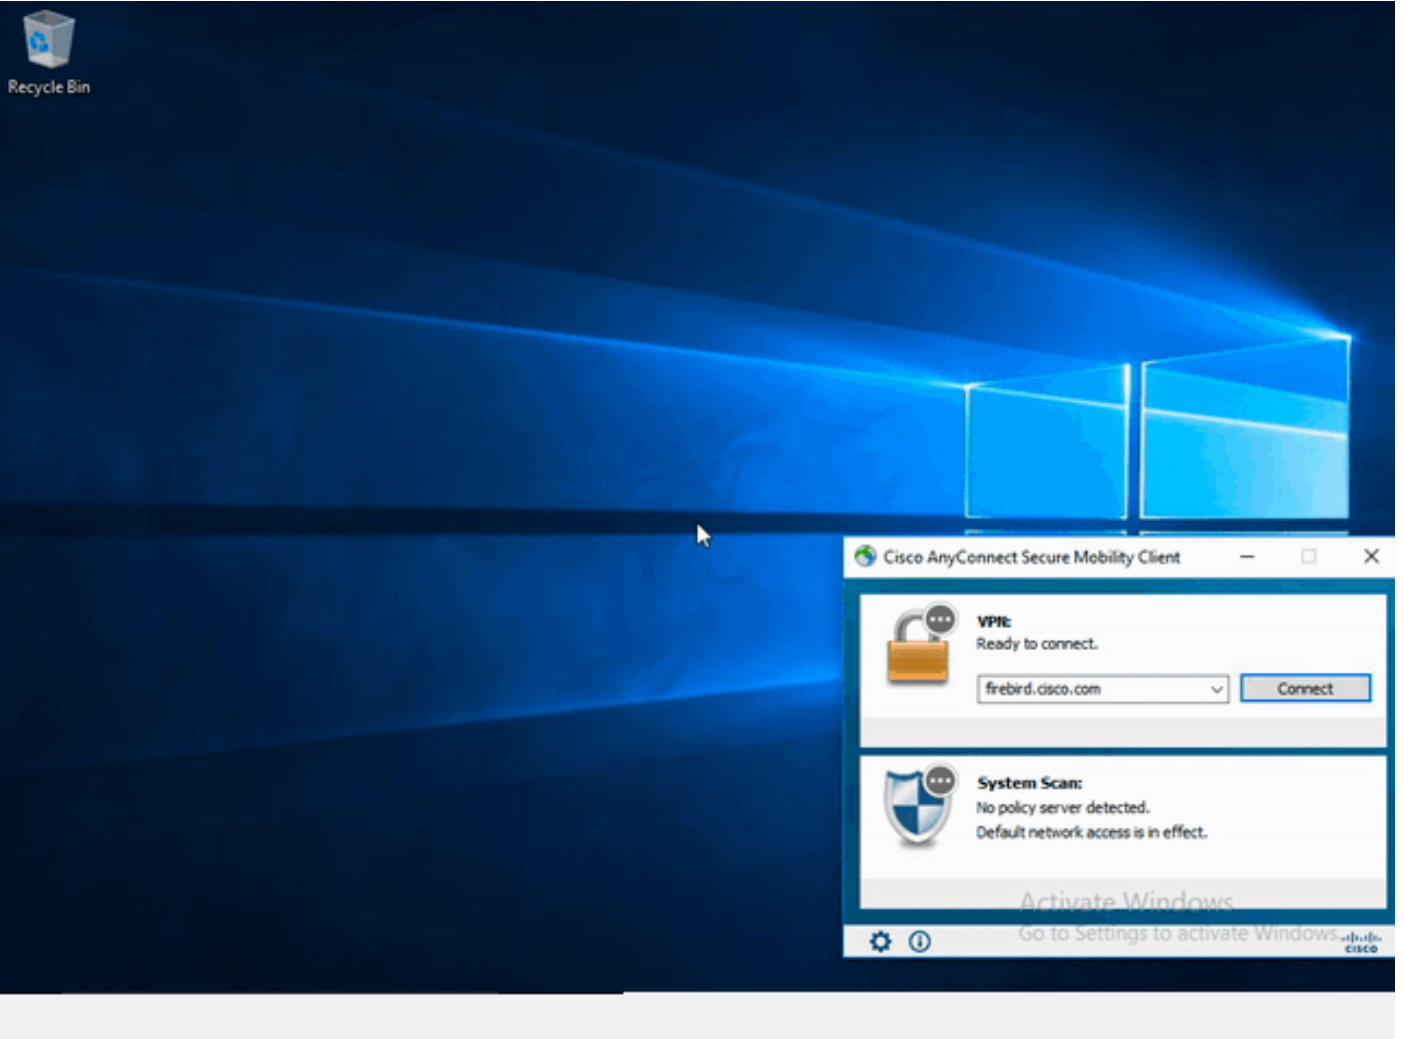 Recycle Bin
Cisco AnyConnect Secure Mobility Client
VPN:
Ready to connect.
firebird.cisco.com
Connect
System Scan:
No policy server detected.
Default network access is in effect.
Activate Windows
Go to Settings to activate Windows.
CISCO